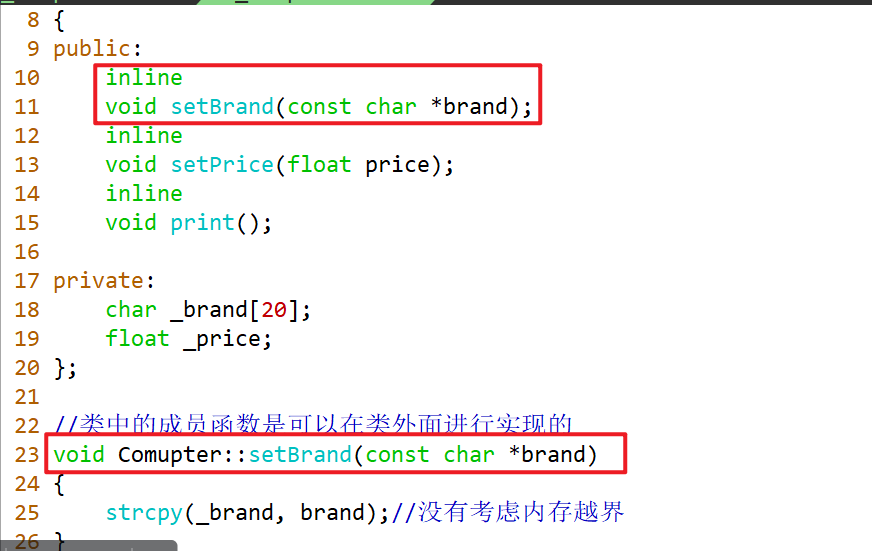 8 {
9 public:
10     inline
11     void setBrand(const char *brand);
12     inline
13     void setPrice(float price);
14     inline
15     void print();
16
17 private:
18     char _brand[20];
19     float _price;
20 };
21
22 //类中的成员函数是可以在类外面进行实现的
23 void Comupter::setBrand(const char *brand)
24 {
25     strcpy(_brand, brand);//没有考虑内存越界
26 }